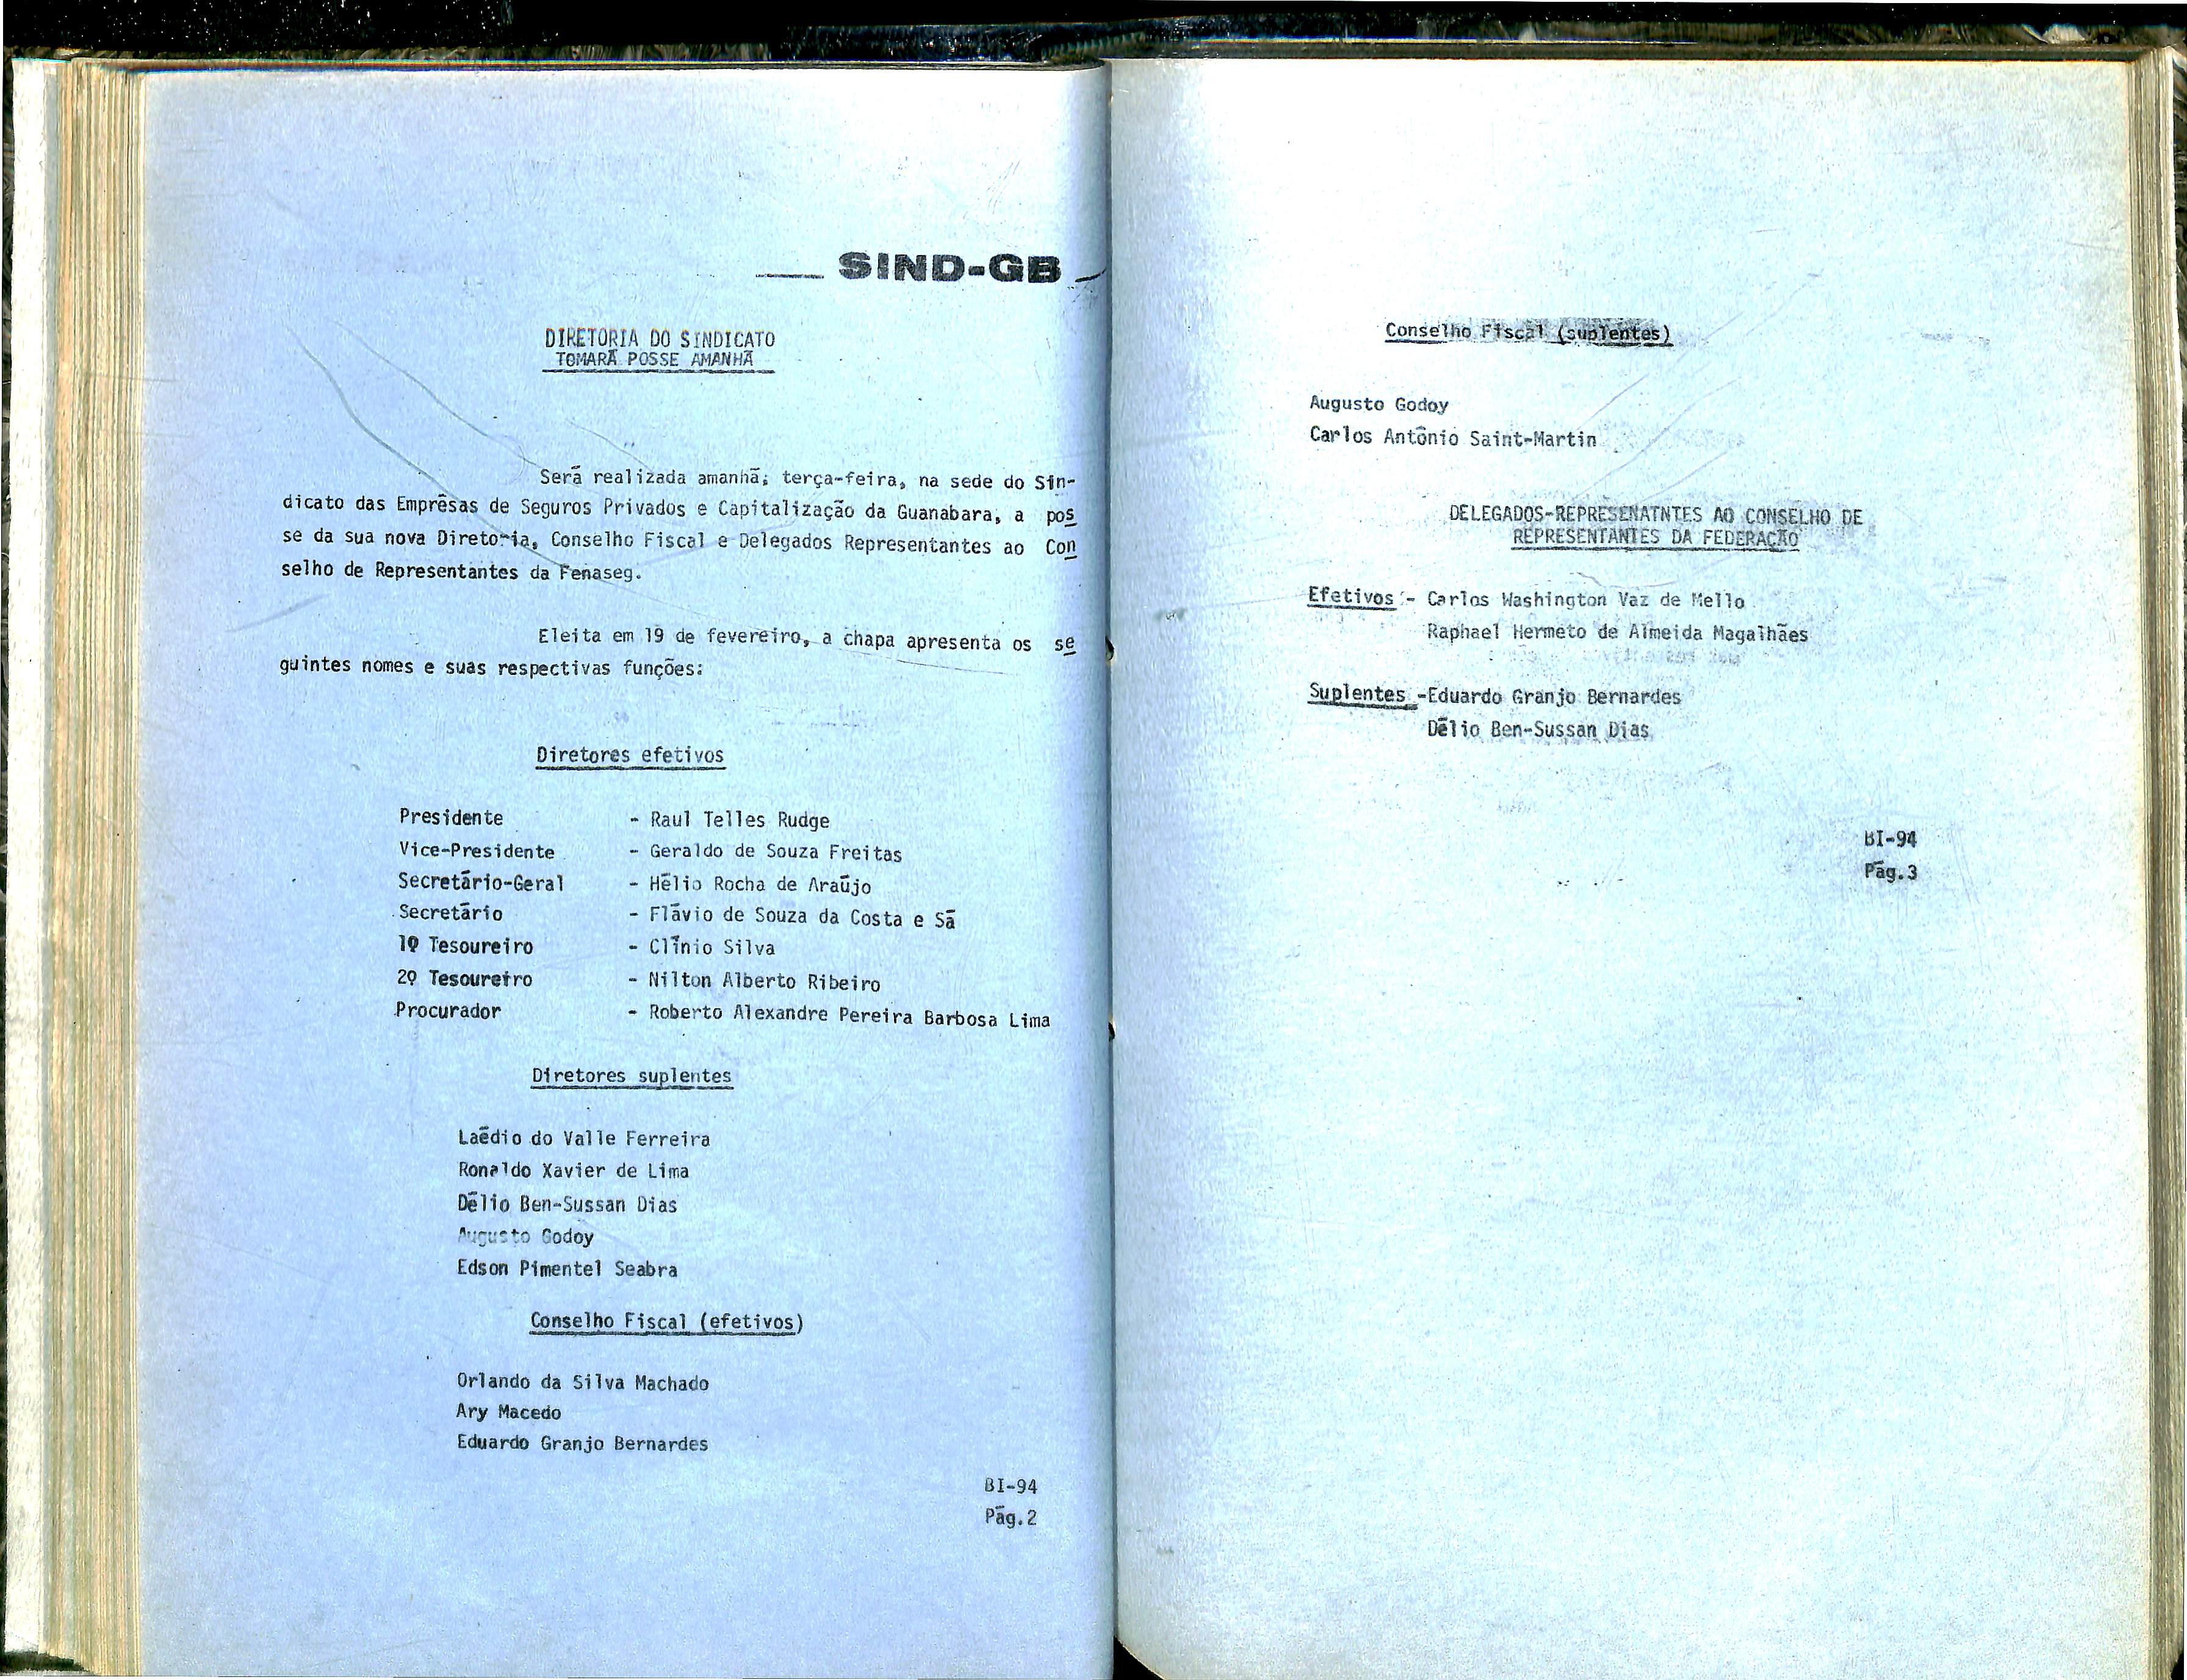 SIND-GB
DIRETORIA DO SINDICATO
TOMARÁ POSSE AMANHÃ
Será realizada amanhã, terça-feira, na sede do Sin-
dicato das Emprêsas de Seguros Privados e Capitalização da Guanabara, a pos
se da sua nova Diretoria, Conselho Fiscal e Delegados Representantes ao Con
selho de Representantes da Fenaseg.
Eleita em 19 de fevereiro, a chapa apresenta os se
guintes nomes e suas respectivas funções:
Diretores efetivos
Presidente - Raul Telles Rudge
Vice-Presidente - Geraldo de Souza Freitas
Secretário-Geral - Hélio Rocha de Araújo
Secretário - Flávio de Souza da Costa e Sá
1º Tesoureiro - Clínio Silva
2º Tesoureiro - Nilton Alberto Ribeiro
Procurador - Roberto Alexandre Pereira Barbosa Lima
Diretores suplentes
Laédio do Valle Ferreira
Ronaldo Xavier de Lima
Délio Ben-Sussan Dias
Augusto Godoy
Edson Pimentel Seabra
Conselho Fiscal (efetivos)
Orlando da Silva Machado
Ary Macedo
Eduardo Granjo Bernardes
BI-94
Pág.2
Conselho Fiscal (suplentes)
Augusto Godoy
Carlos Antônio Saint-Martin
DELEGADOS-REPRESENATNTES AO CONSELHO DE
REPRESENTANTES DA FEDERAÇÃO
Efetivos - Carlos Washington Vaz de Mello
Raphael Hermeto de Almeida Magalhães
Suplentes -Eduardo Granjo Bernardes
Délio Ben-Sussan Dias
BI-94
Pág.3